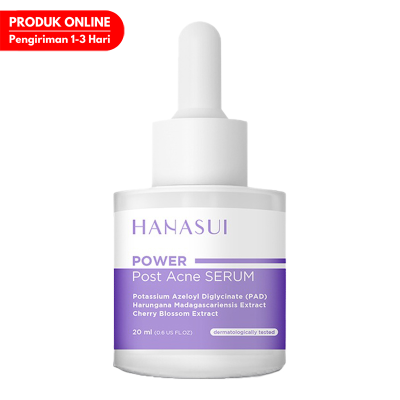 PRODUK ONLINE
Pengiriman 1-3 Hari
HANASUI
POWER
Post Acne SERUM
Potassium Azeloyl Diglycinate (PAD)
Harungana Madagascariensis Extract
Cherry Blossom Extract
20 ml (0.6 US FL.OZ)
dermatologically tested